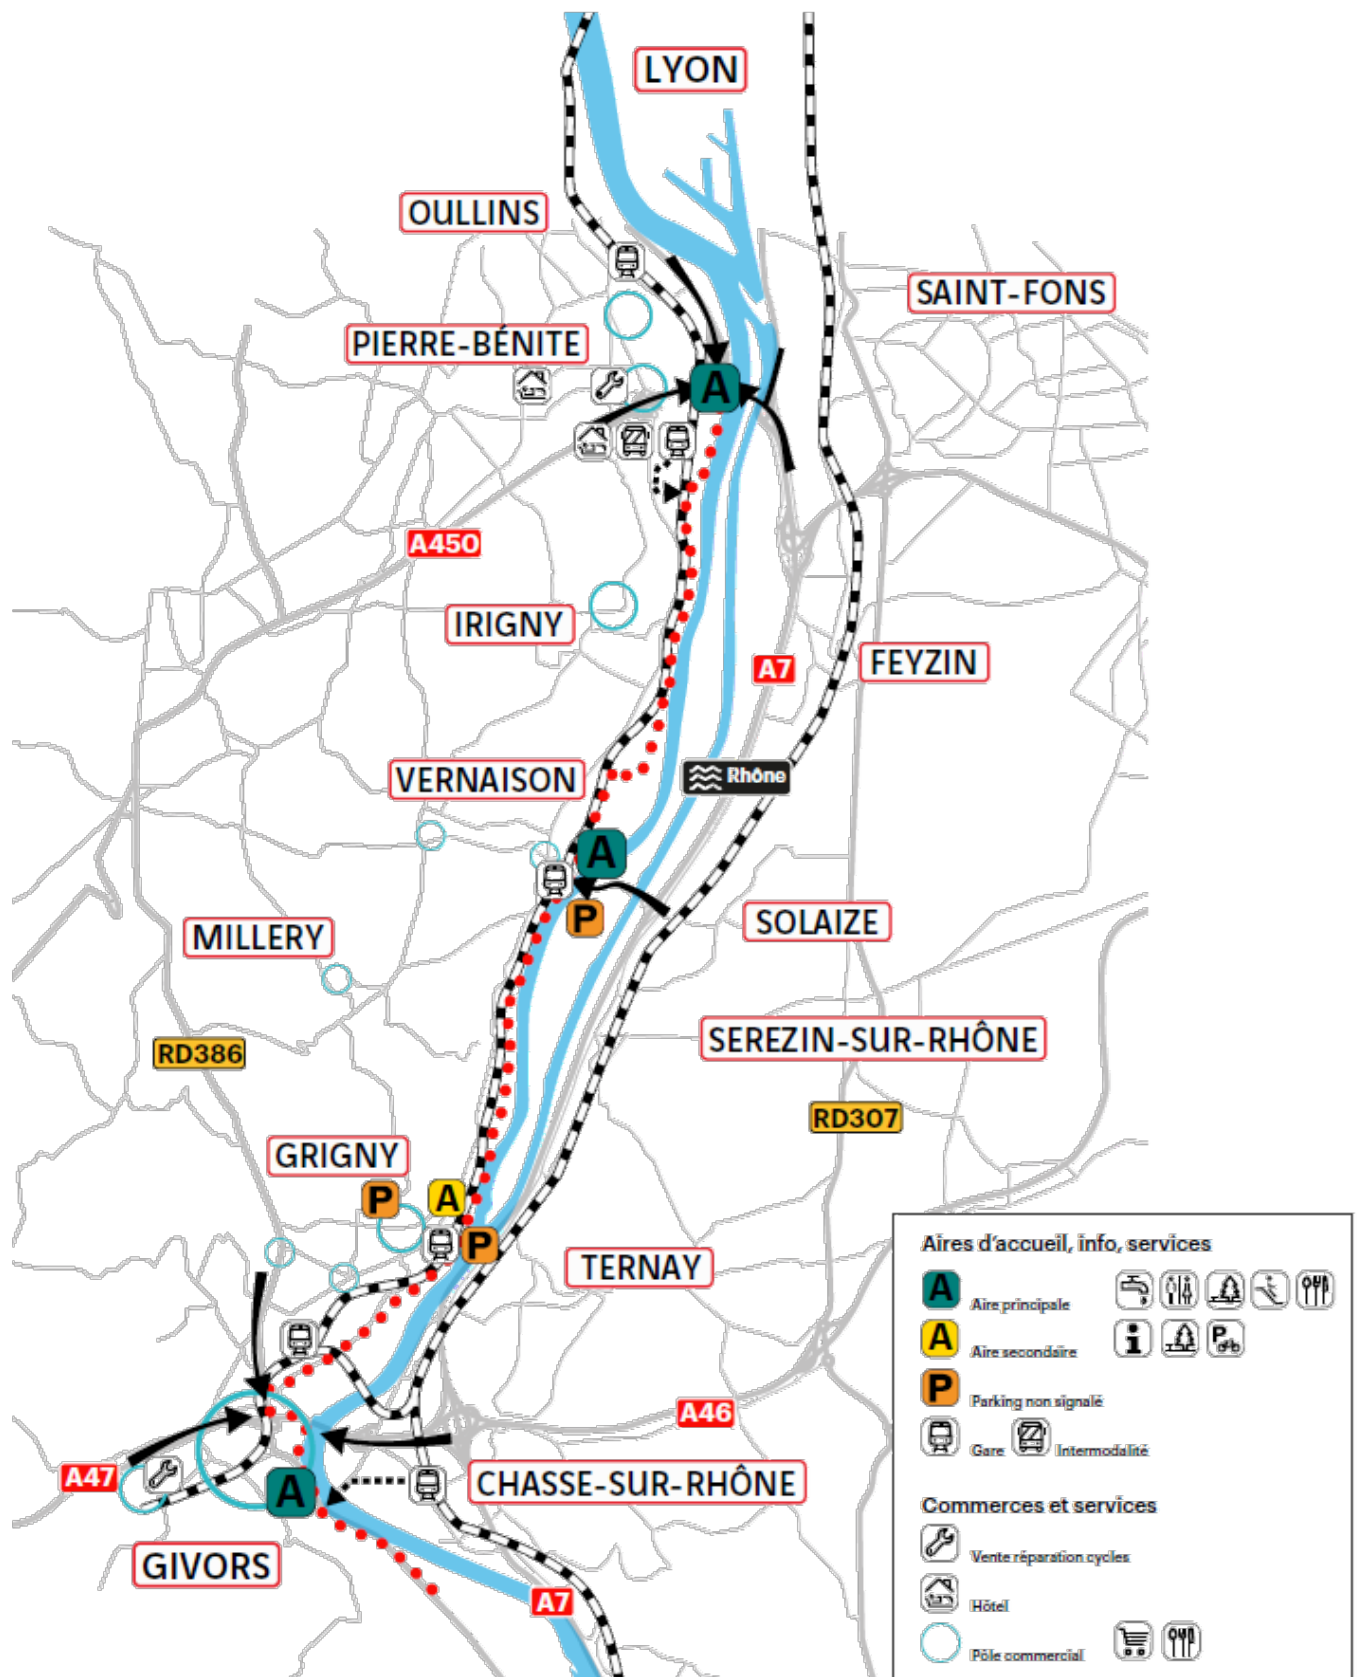 LYON
OULLINS
SAINT-FONS
PIERRE-BÉNITE
A
A450
IRIGNY
FEYZIN
A7
VERNAISON
Rhône
A
P
SOLAIZE
MILLERY
SEREZIN-SUR-RHÔNE
RD386
RD307
GRIGNY
P
A
P
TERNAY
A46
A47
CHASSE-SUR-RHÔNE
A
GIVORS
A7
Aires d'accueil, info, services
A Aire principale
A Aire secondaire i P
P Parking non signalé
Gare Intermodalité
Commerces et services
Vente réparation cycles
Hôtel
Pôle commercial